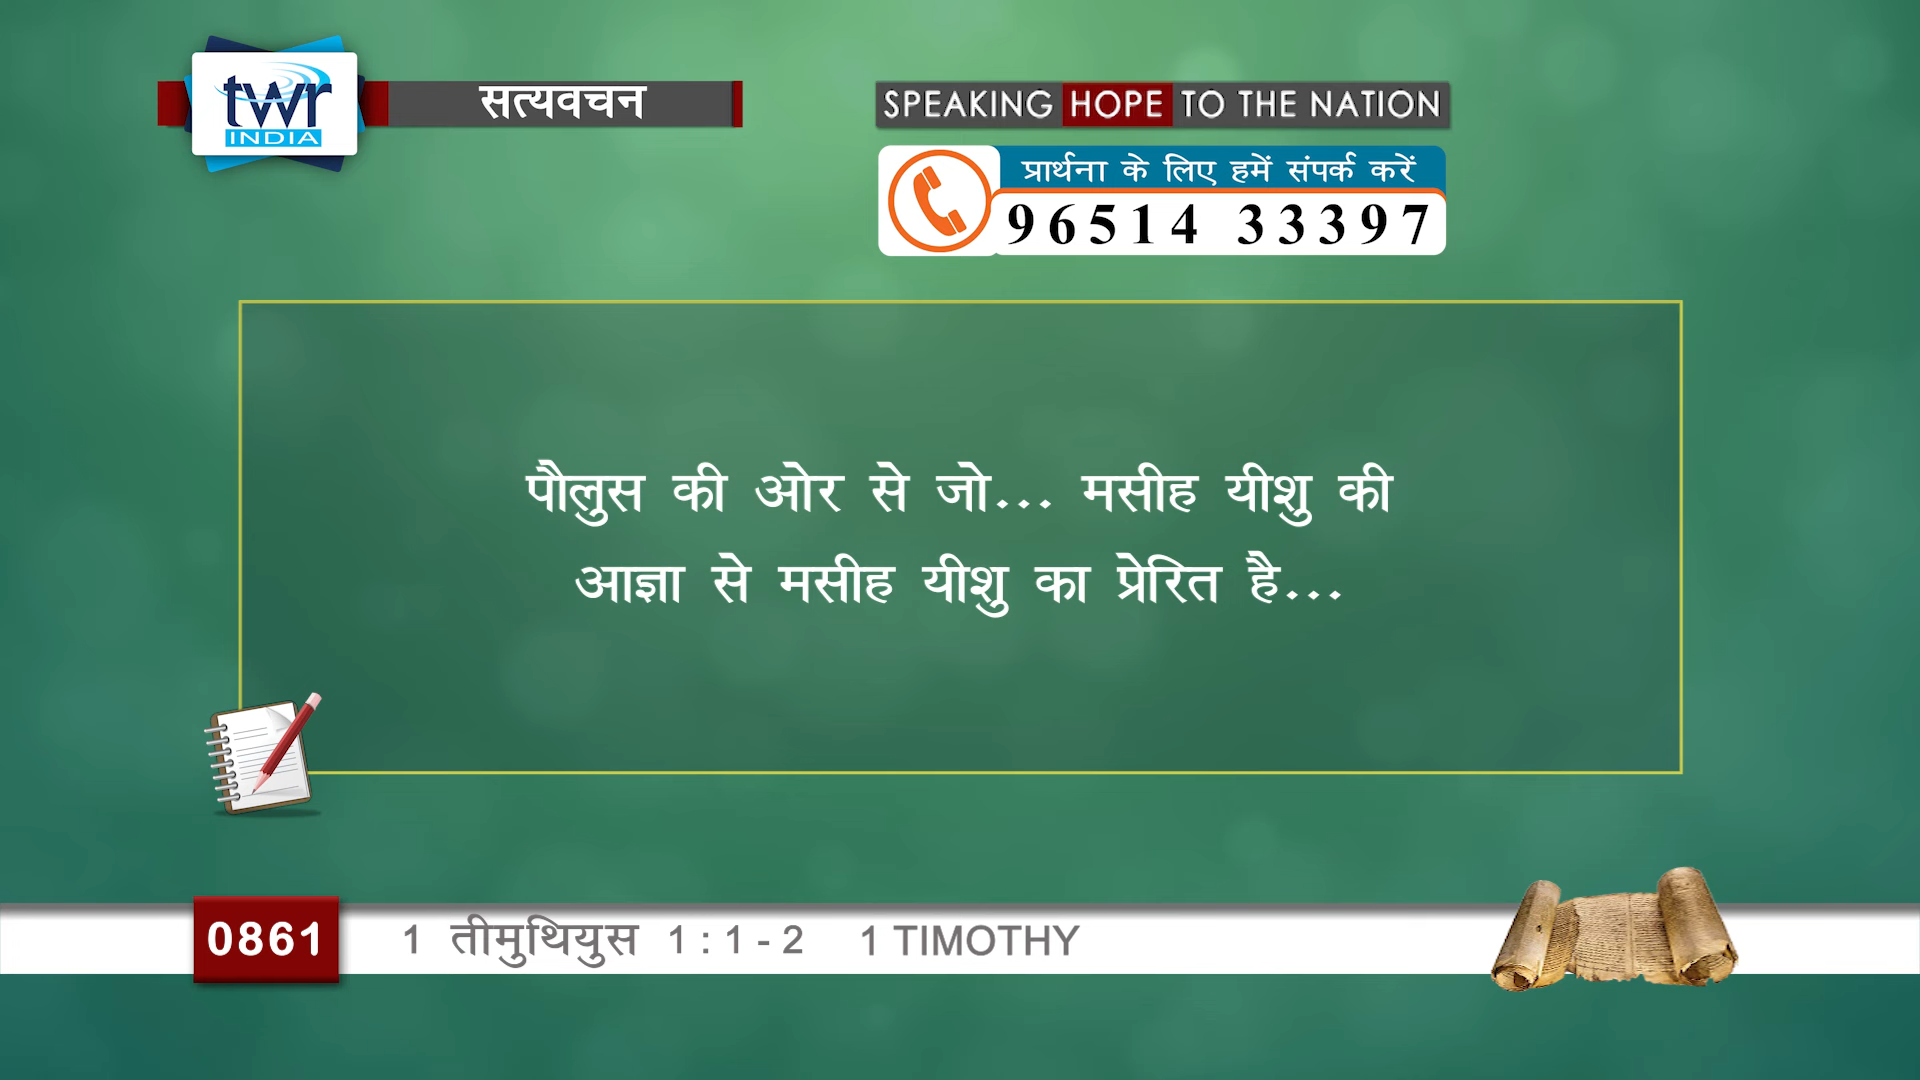 twr
INDIA
सत्यवचन
SPEAKING HOPE TO THE NATION
प्रार्थना के लिए हमें संपर्क करें
96514 33397
पौलुस की ओर से जो... मसीह यीशु की
आज्ञा से मसीह यीशु का प्रेरित है...
0861
1 तीमुथियुस 1:1-2 1 TIMOTHY